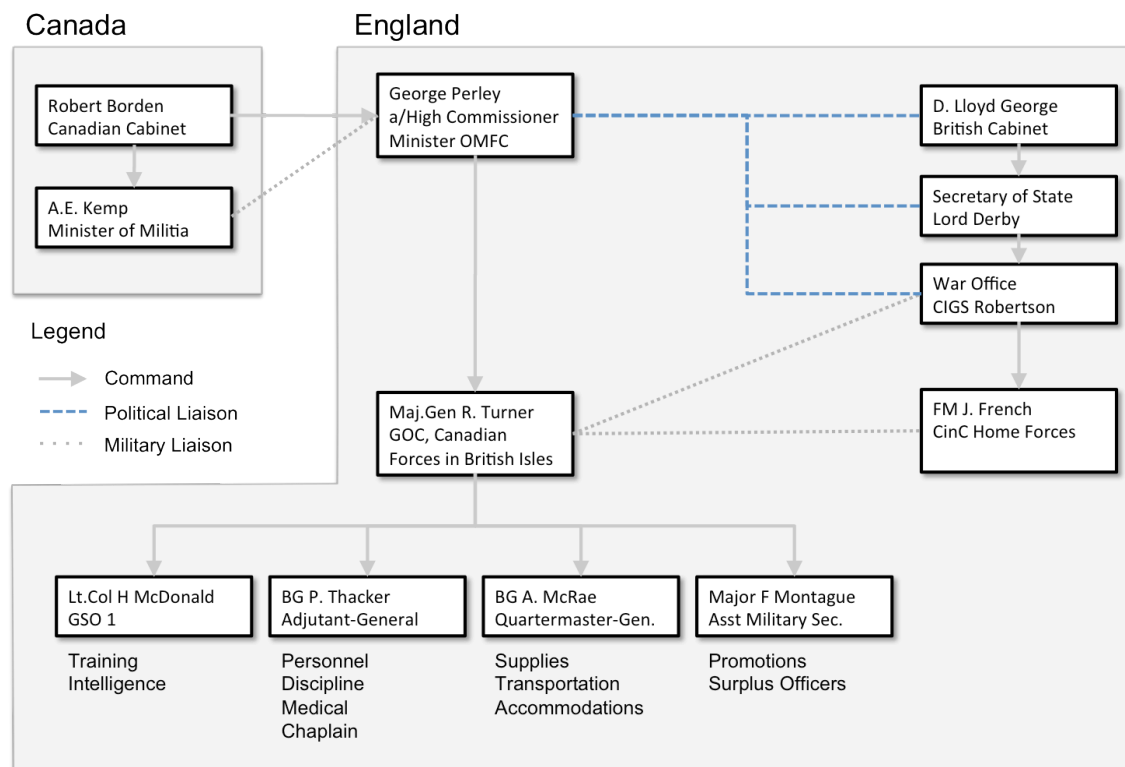 Canada
England
Robert Borden
Canadian Cabinet
A.E. Kemp
Minister of Militia
George Perley
a/High Commissioner
Minister OMFC
D. Lloyd George
British Cabinet
Secretary of State
Lord Derby
War Office
CIGS Robertson
Legend
Command
Political Liaison
Military Liaison
Maj.Gen R. Turner
GOC, Canadian
Forces in British Isles
FM J. French
CinC Home Forces
Lt.Col H McDonald
GSO 1
Training
Intelligence
BG P. Thacker
Adjutant-General
Personnel
Discipline
Medical
Chaplain
BG A. McRae
Quartermaster-Gen.
Supplies
Transportation
Accommodations
Major F Montague
Asst Military Sec.
Promotions
Surplus Officers